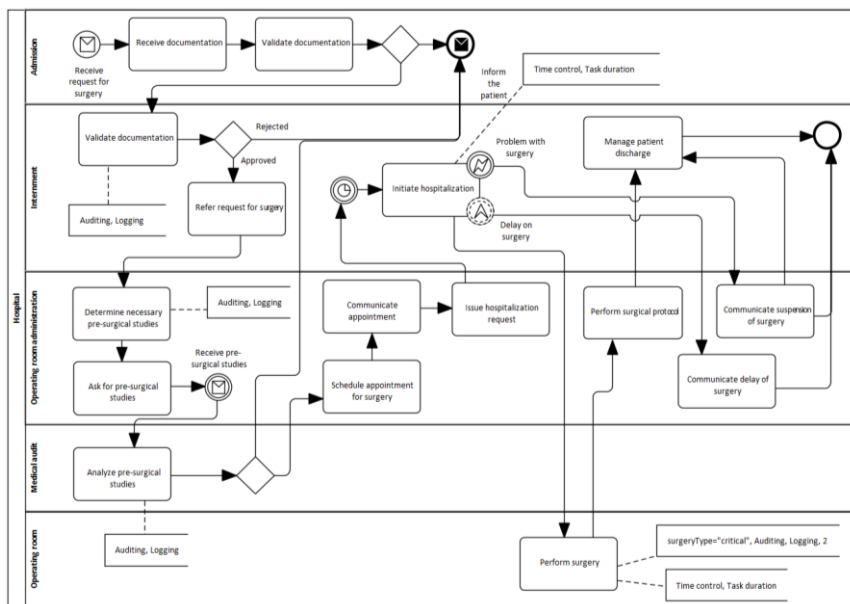 Hospital
Admission
Receive
request for
surgery
Receive documentation
Validate documentation
Inform
the
patient
Time control, Task duration
Internment
Validate documentation
Rejected
Approved
Auditing, Logging
Refer request for surgery
Initiate hospitalization
Problem with
surgery
Delay on
surgery
Manage patient
discharge
Operating room administration
Determine necessary
pre-surgical studies
Auditing, Logging
Ask for pre-surgical
studies
Receive pre-
surgical studies
Communicate
appointment
Schedule appointment
for surgery
Issue hospitalization
request
Perform surgical protocol
Communicate suspension
of surgery
Communicate delay of
surgery
Medical audit
Analyze pre-surgical
studies
Auditing, Logging
Operating room
Perform surgery
surgeryType="critical", Auditing, Logging, 2
Time control, Task duration